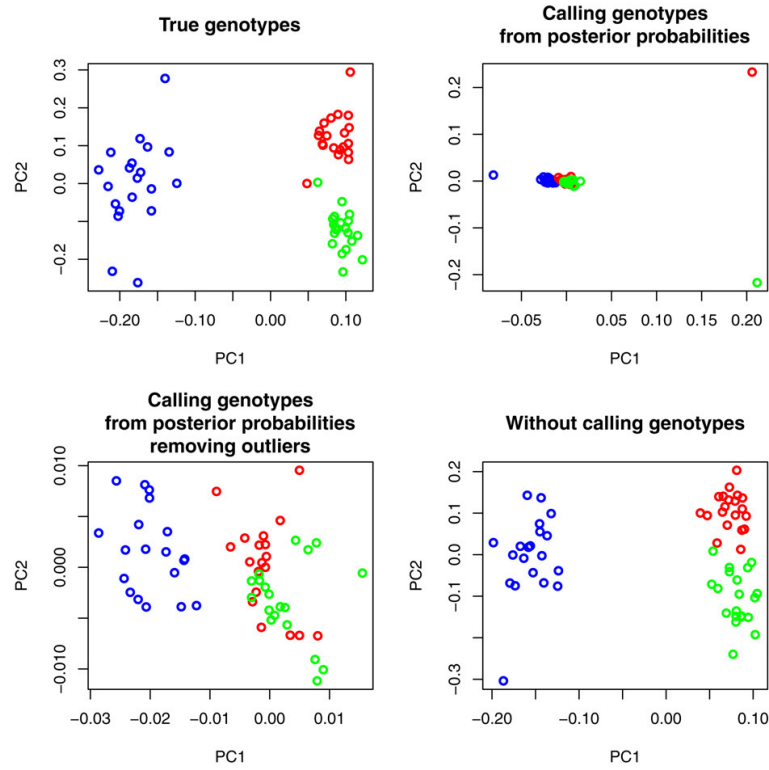 True genotypes
0.3
0.2
0.1
0.0
−0.2
PC2
−0.20
−0.10
0.00
0.10
PC1
Calling genotypes
from posterior probabilities
0.2
0.1
0.0
−0.1
−0.2
PC2
−0.05
0.05
0.10
0.15
0.20
PC1
Calling genotypes
from posterior probabilities
removing outliers
0.010
0.000
−0.010
PC2
−0.03
−0.02
−0.01
0.00
0.01
PC1
Without calling genotypes
0.2
0.1
0.0
−0.1
−0.3
PC2
−0.20
−0.10
0.00
0.10
PC1